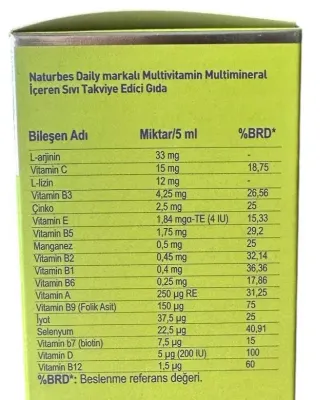 Naturbes Daily markalı Multivitamin Multimineral
İçeren Sıvı Takviye Edici Gıda
Bileşen Adı Miktar/5 ml %BRD*
L-arjinin 33 mg -
Vitamin C 15 mg 18,75
L-lizin 12 mg -
Vitamin B3 4,25 mg 26,56
Çinko 2,5 mg 25
Vitamin E 1,84 mgα-TE (4 IU) 15,33
Vitamin B5 1,75 mg 29,2
Manganez 0,5 mg 25
Vitamin B2 0,45 mg 32,14
Vitamin B1 0,4 mg 36,36
Vitamin B6 0,25 mg 17,86
Vitamin A 250 µg RE 31,25
Vitamin B9 (Folik Asit) 150 µg 75
İyot 37,5 µg 25
Selenyum 22,5 µg 40,91
Vitamin b7 (biotin) 7,5 µg 15
Vitamin D 5 µg (200 IU) 100
Vitamin B12 1,5 µg 60
%BRD*: Beslenme referans değeri.